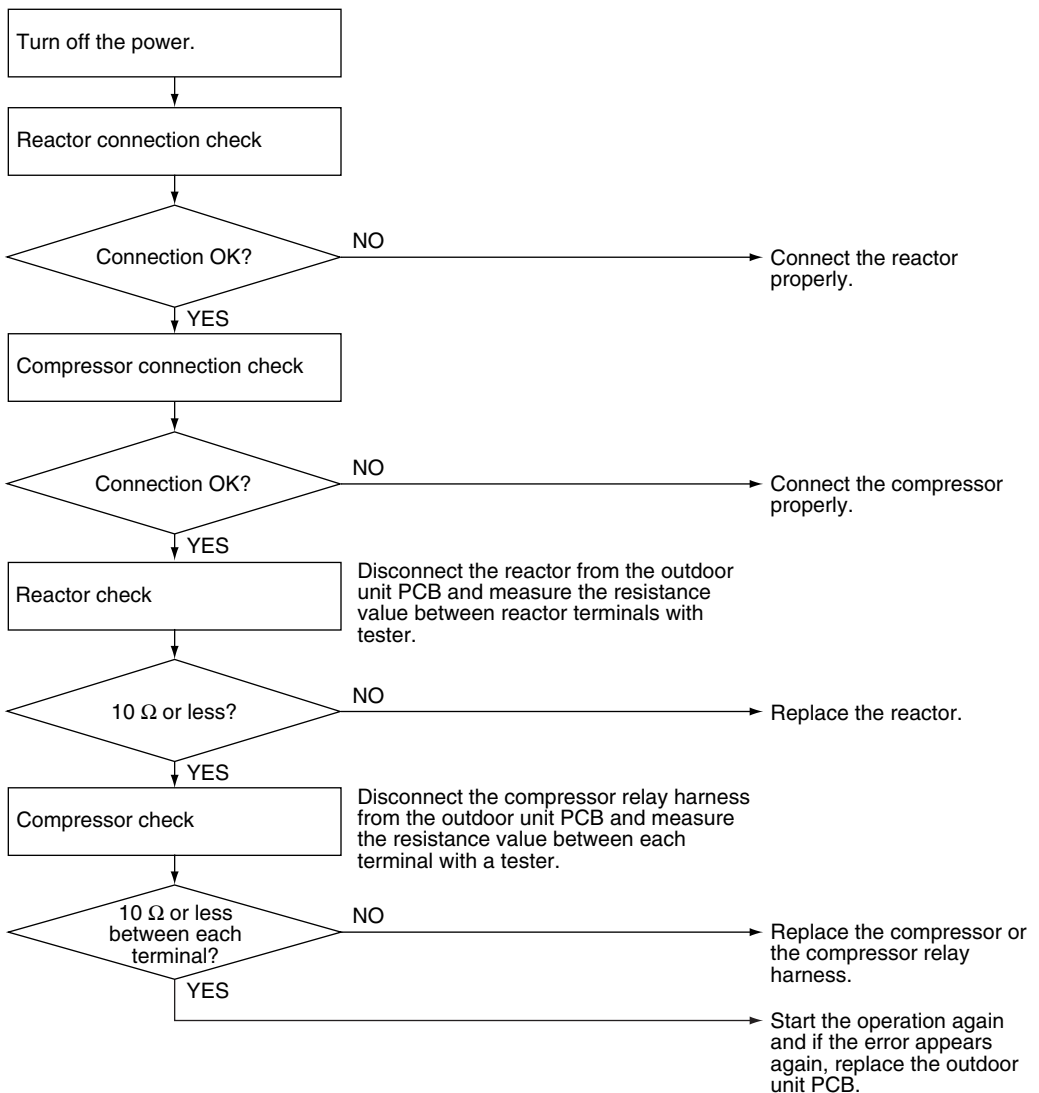 Turn off the power.
Reactor connection check
Connection OK?
NO
Connect the reactor
properly.
YES
Compressor connection check
Connection OK?
NO
Connect the compressor
properly.
YES
Reactor check
Disconnect the reactor from the outdoor
unit PCB and measure the resistance
value between reactor terminals with
tester.
10 Ω or less?
NO
Replace the reactor.
YES
Compressor check
Disconnect the compressor relay harness
from the outdoor unit PCB and measure
the resistance value between each
terminal with a tester.
10 Ω or less
between each
terminal?
NO
Replace the compressor or
the compressor relay
harness.
YES
Start the operation again
and if the error appears
again, replace the outdoor
unit PCB.